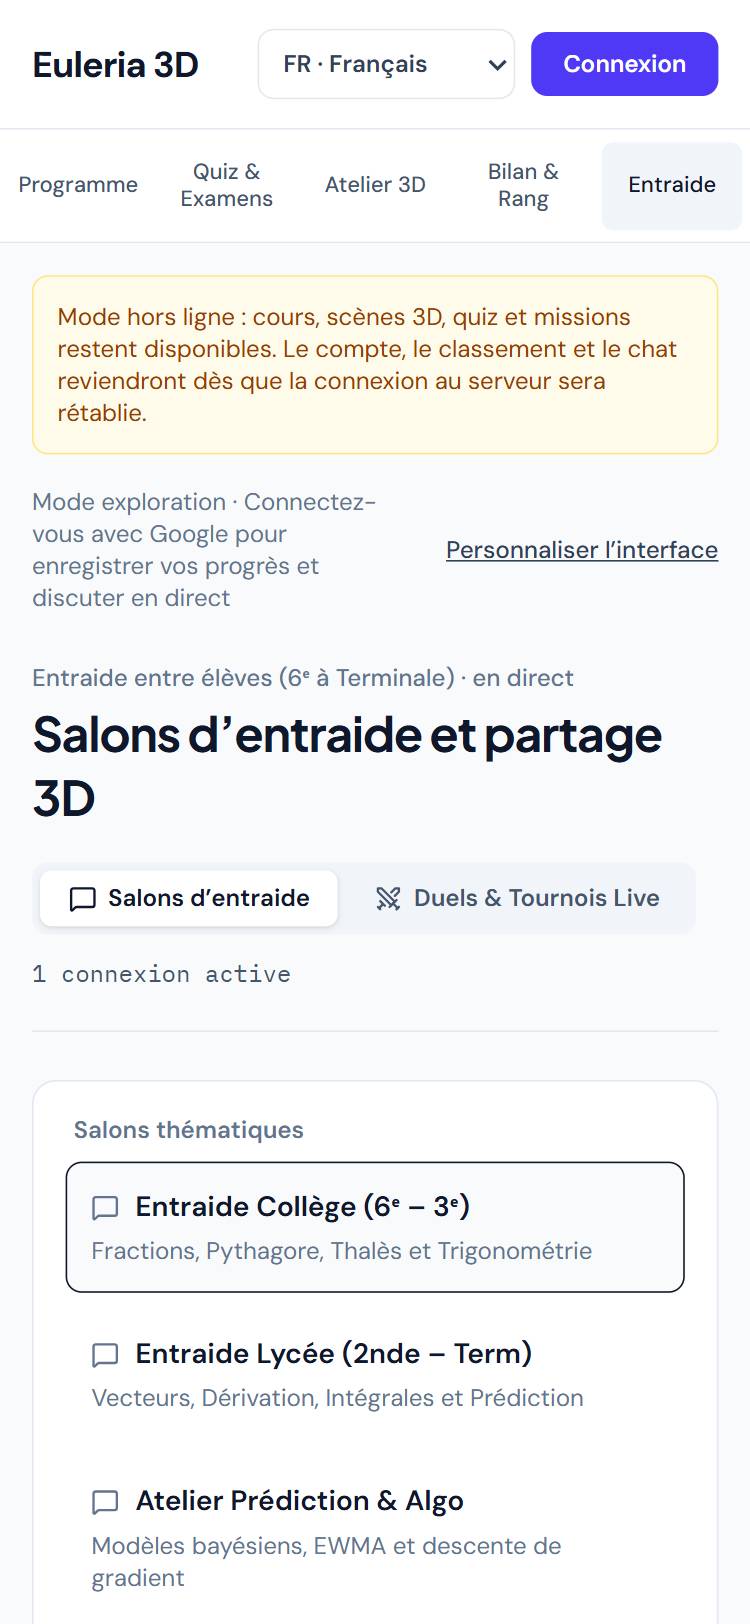 Euleria 3D
FR · Français
Connexion
Programme
Quiz &
Examens
Atelier 3D
Bilan &
Rang
Entraide
Mode hors ligne : cours, scènes 3D, quiz et missions
restent disponibles. Le compte, le classement et le chat
reviendront dès que la connexion au serveur sera
rétablie.
Mode exploration · Connectez-
vous avec Google pour
enregistrer vos progrès et
discuter en direct
Personnaliser l’interface
Entraide entre élèves (6ᵉ à Terminale) · en direct
Salons d’entraide et partage
3D
Salons d’entraide
Duels & Tournois Live
1 connexion active
Salons thématiques
Entraide Collège (6ᵉ – 3ᵉ)
Fractions, Pythagore, Thalès et Trigonométrie
Entraide Lycée (2nde – Term)
Vecteurs, Dérivation, Intégrales et Prédiction
Atelier Prédiction & Algo
Modèles bayésiens, EWMA et descente de
gradient